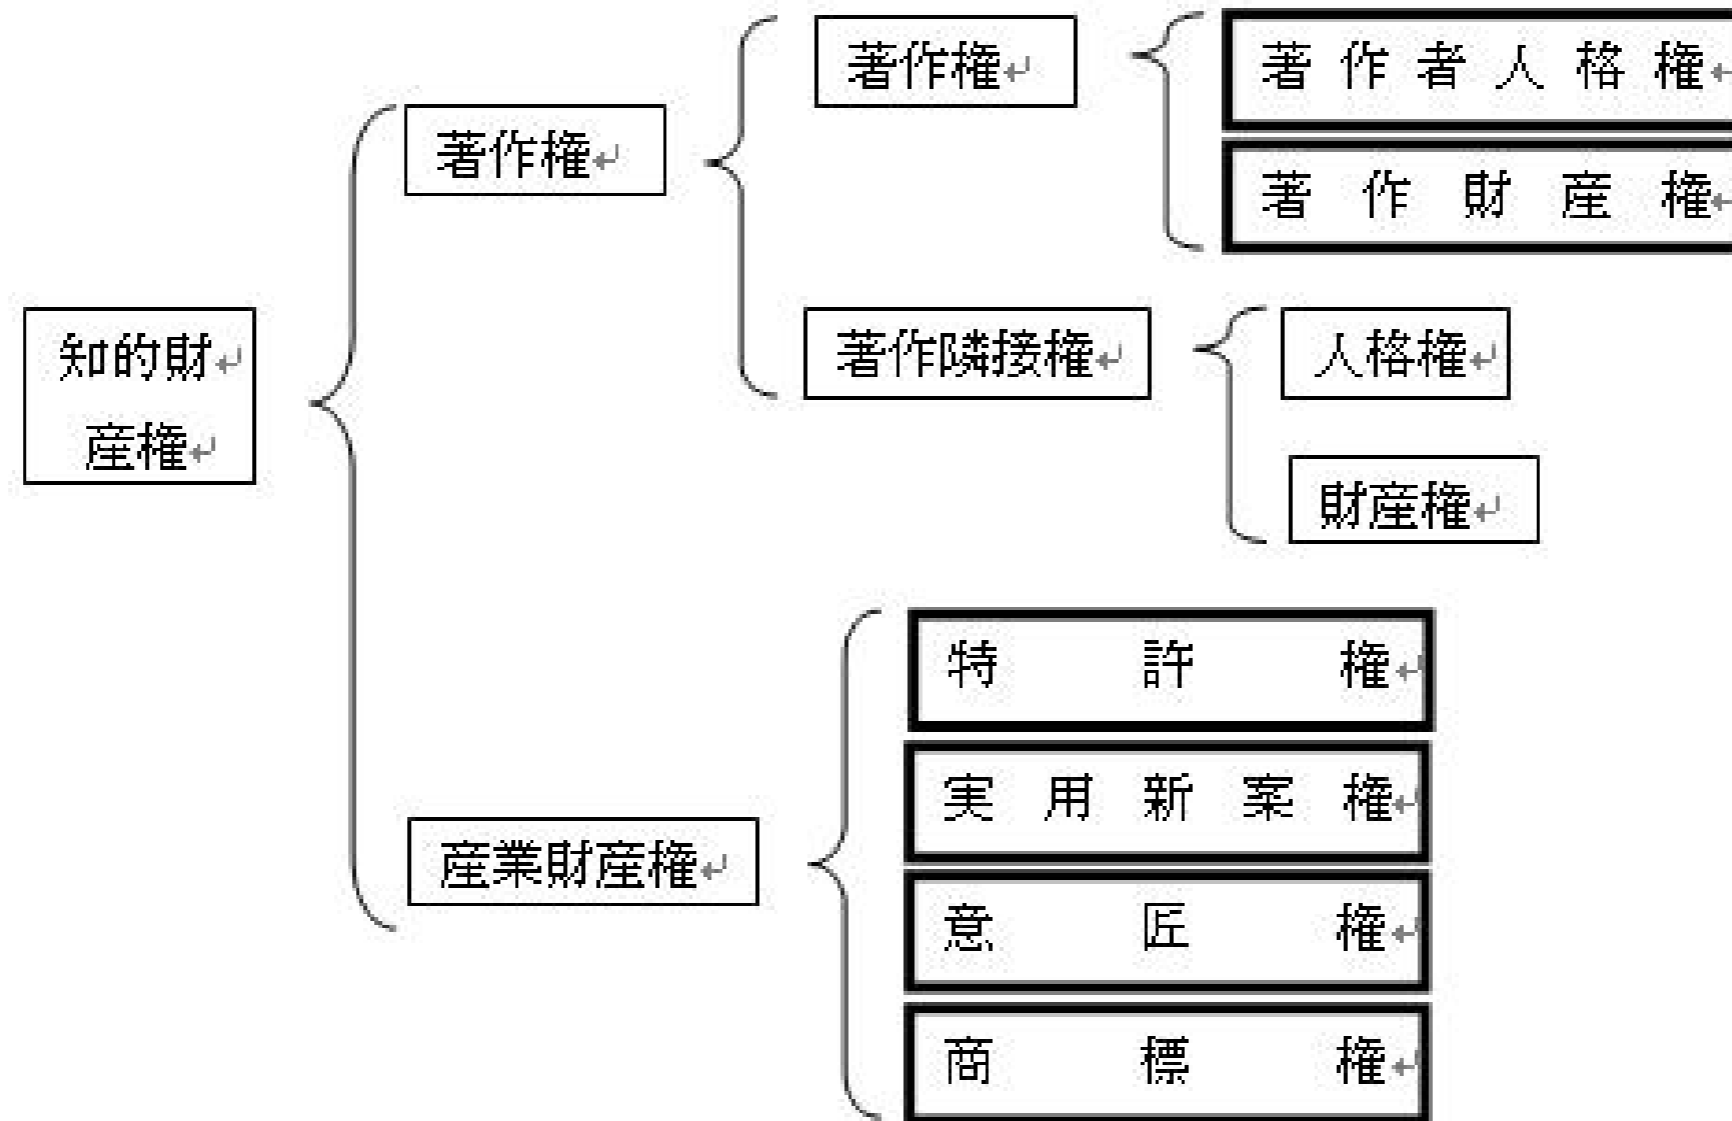 知的財
産権
著作権
著作権
著作者人格権
著作財産権
著作隣接権
人格権
財産権
産業財産権
特許権
実用新案権
意匠権
商標権